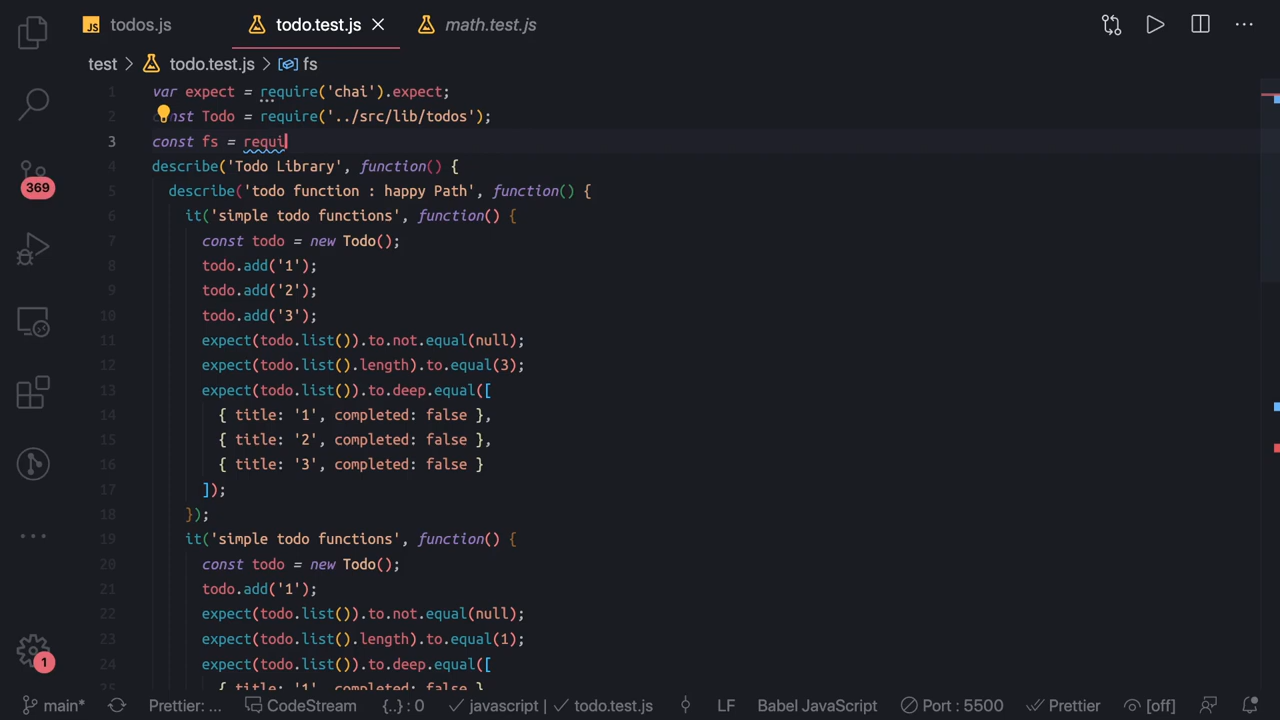 JS todos.js todo.test.js math.test.js
test > todo.test.js > fs
1 var expect = require('chai').expect;
2 const Todo = require('../src/lib/todos');
3 const fs = requi
4 describe('Todo Library', function() {
5 describe('todo function : happy Path', function() {
6 it('simple todo functions', function() {
7 const todo = new Todo();
8 todo.add('1');
9 todo.add('2');
10 todo.add('3');
11 expect(todo.list()).to.not.equal(null);
12 expect(todo.list().length).to.equal(3);
13 expect(todo.list()).to.deep.equal([
14 { title: '1', completed: false },
15 { title: '2', completed: false },
16 { title: '3', completed: false }
17 ]);
18 });
19 it('simple todo functions', function() {
20 const todo = new Todo();
21 todo.add('1');
22 expect(todo.list()).to.not.equal(null);
23 expect(todo.list().length).to.equal(1);
24 expect(todo.list()).to.deep.equal([
25 { title: '1', completed: false }
369
1
main* Prettier: ... CodeStream {..} : 0 javascript | todo.test.js LF Babel JavaScript Port : 5500 Prettier [off]